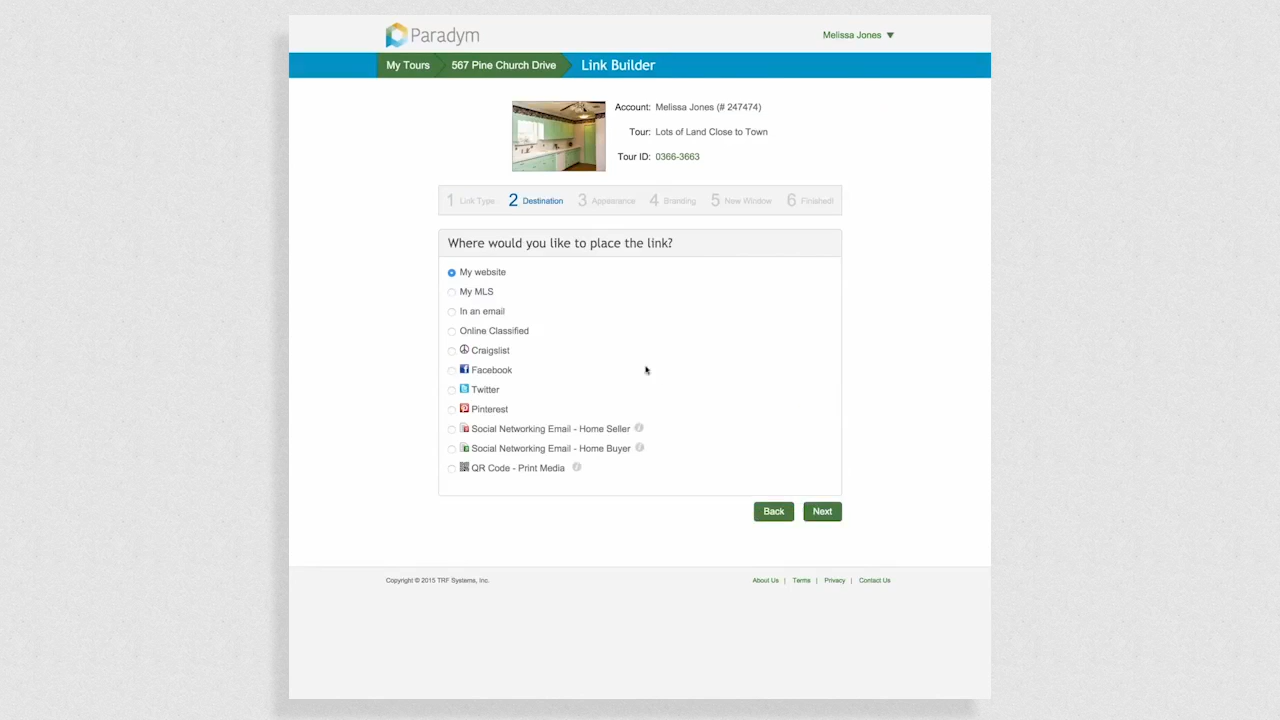 Paradym
Melissa Jones
My Tours 567 Pine Church Drive Link Builder
Account: Melissa Jones (# 247474)
Tour: Lots of Land Close to Town
Tour ID: 0366-3663
1 Link Type 2 Destination 3 Appearance 4 Branding 5 New Window 6 Finished!
Where would you like to place the link?
My website
My MLS
In an email
Online Classified
Craigslist
Facebook
Twitter
Pinterest
Social Networking Email - Home Seller
Social Networking Email - Home Buyer
QR Code - Print Media
Back Next
Copyright © 2015 TRF Systems, Inc. About Us | Terms | Privacy | Contact Us